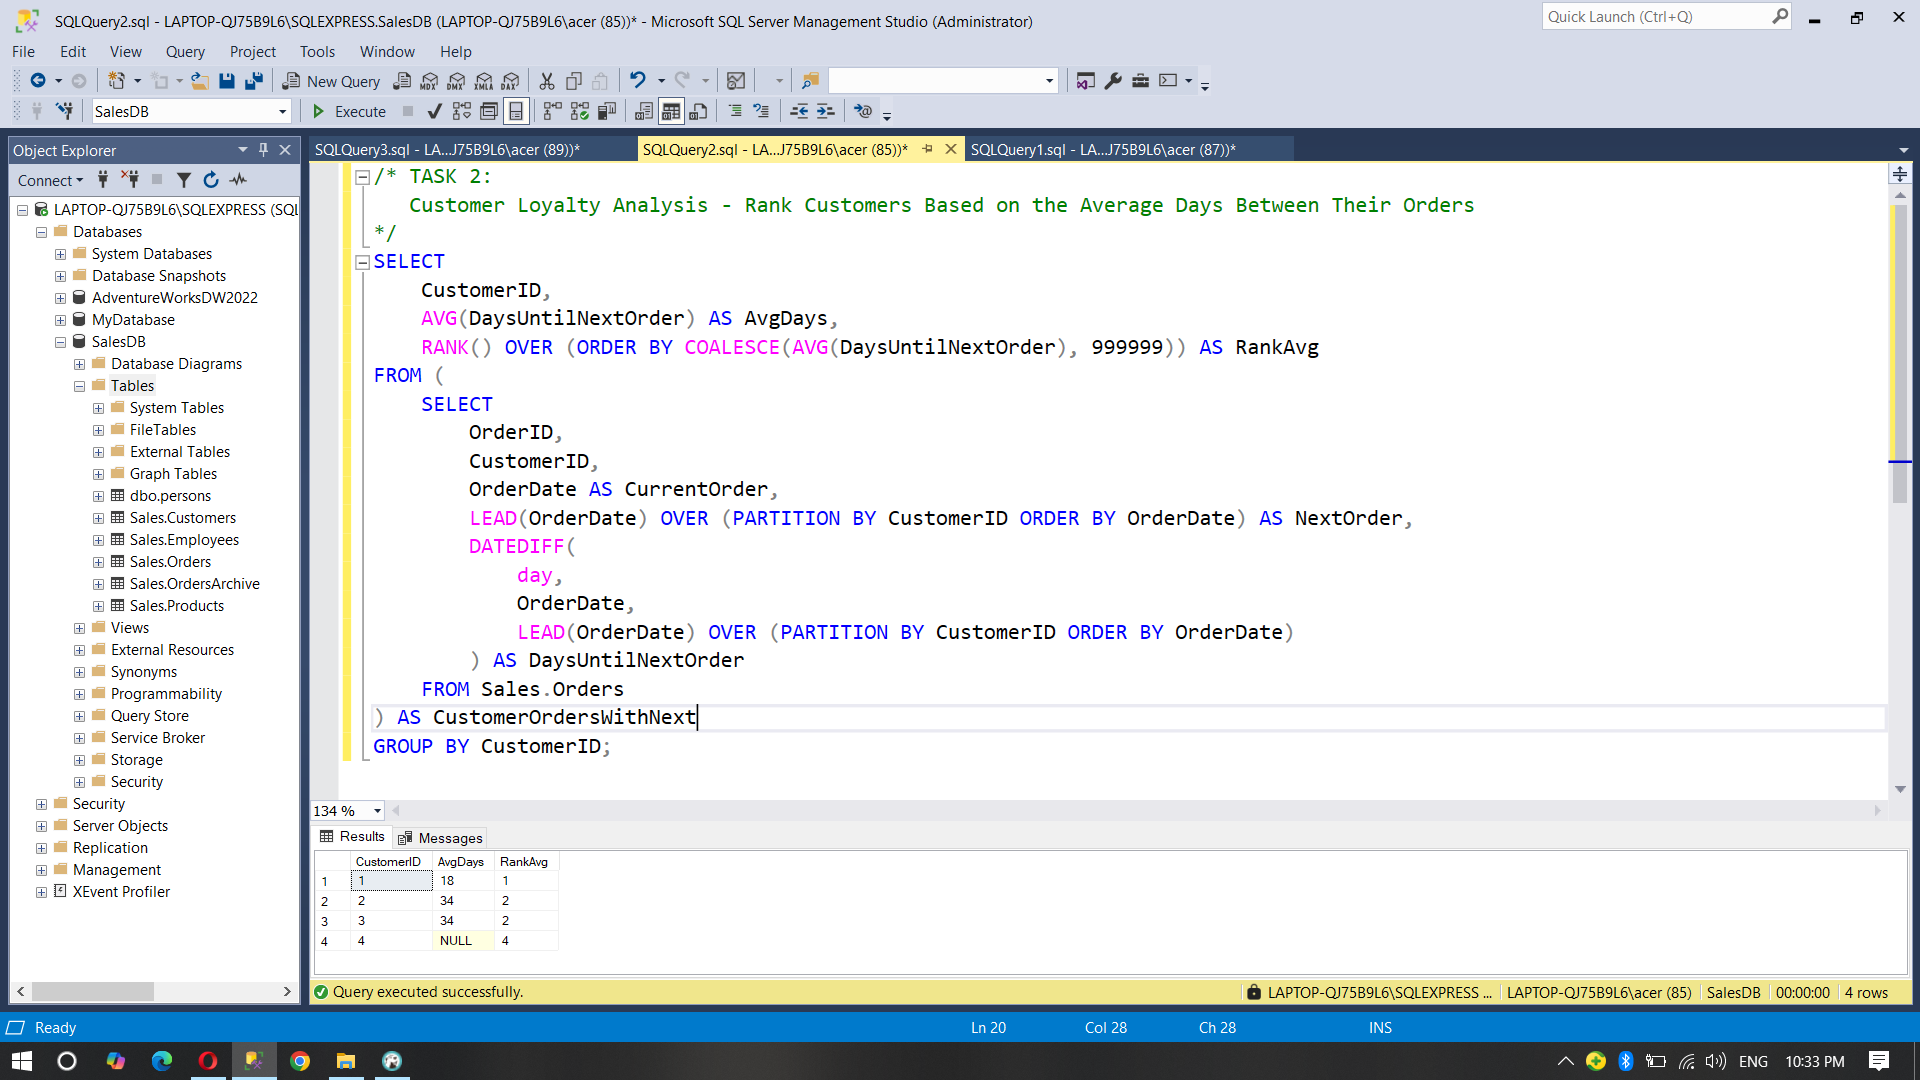 SQLQuery2.sql - LAPTOP-QJ75B9L6\SQLEXPRESS.SalesDB (LAPTOP-QJ75B9L6\acer (85))* - Microsoft SQL Server Management Studio (Administrator)
Quick Launch (Ctrl+Q)
File Edit View Query Project Tools Window Help
New Query
MDX DMX XMLA DAX
SalesDB
Execute
Object Explorer
SQLQuery3.sql - LA...J75B9L6\acer (89))*
SQLQuery2.sql - LA...J75B9L6\acer (85))*
SQLQuery1.sql - LA...J75B9L6\acer (87))*
Connect
LAPTOP-QJ75B9L6\SQLEXPRESS (SQL
Databases
System Databases
Database Snapshots
AdventureWorksDW2022
MyDatabase
SalesDB
Database Diagrams
Tables
System Tables
FileTables
External Tables
Graph Tables
dbo.persons
Sales.Customers
Sales.Employees
Sales.Orders
Sales.OrdersArchive
Sales.Products
Views
External Resources
Synonyms
Programmability
Query Store
Service Broker
Storage
Security
Security
Server Objects
Replication
Management
XEvent Profiler
/* TASK 2:
Customer Loyalty Analysis - Rank Customers Based on the Average Days Between Their Orders
*/
SELECT
CustomerID,
AVG(DaysUntilNextOrder) AS AvgDays,
RANK() OVER (ORDER BY COALESCE(AVG(DaysUntilNextOrder), 999999)) AS RankAvg
FROM (
SELECT
OrderID,
CustomerID,
OrderDate AS CurrentOrder,
LEAD(OrderDate) OVER (PARTITION BY CustomerID ORDER BY OrderDate) AS NextOrder,
DATEDIFF(
day,
OrderDate,
LEAD(OrderDate) OVER (PARTITION BY CustomerID ORDER BY OrderDate)
) AS DaysUntilNextOrder
FROM Sales.Orders
) AS CustomerOrdersWithNext
GROUP BY CustomerID;
134 %
Results Messages
CustomerID AvgDays RankAvg
1 1 18 1
2 2 34 2
3 3 34 2
4 4 NULL 4
Query executed successfully.
LAPTOP-QJ75B9L6\SQLEXPRESS ... LAPTOP-QJ75B9L6\acer (85) SalesDB 00:00:00 4 rows
Ready Ln 20 Col 28 Ch 28 INS
ENG 10:33 PM